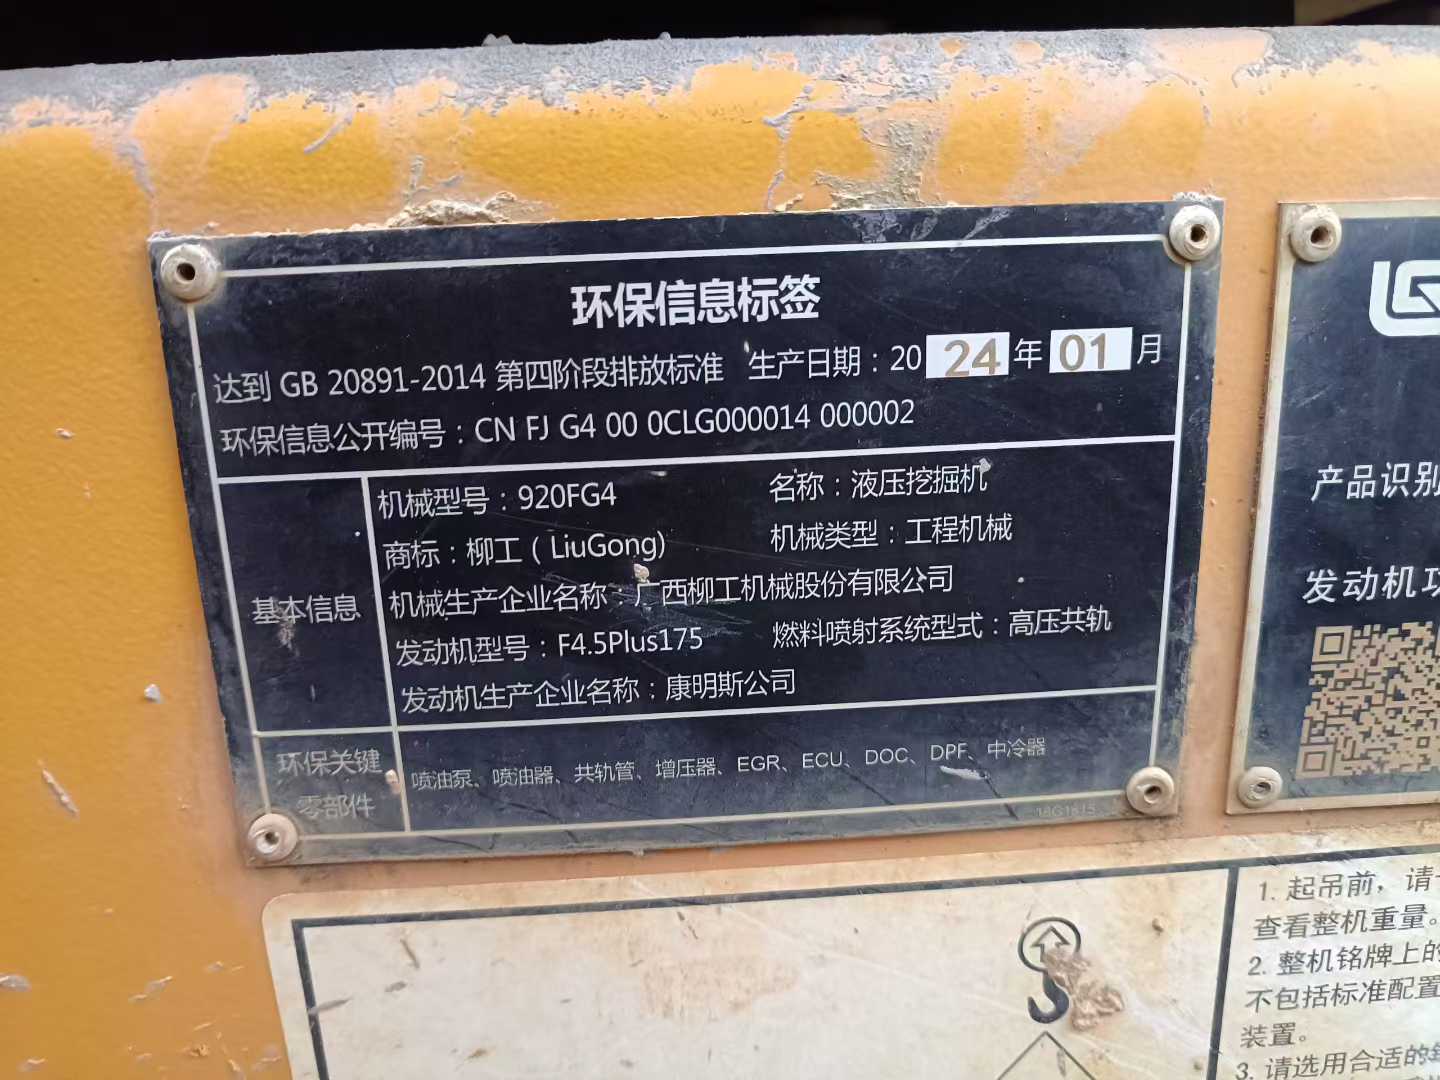 环保信息标签
达到 GB 20891-2014 第四阶段排放标准 生产日期：2024年01月
环保信息公开编号：CN FJ G4 00 0CLG000014 000002
基本信息
机械型号：920FG4 名称：液压挖掘机
商标：柳工（LiuGong) 机械类型：工程机械
机械生产企业名称：广西柳工机械股份有限公司
发动机型号：F4.5Plus175 燃料喷射系统型式：高压共轨
发动机生产企业名称：康明斯公司
环保关键
零部件
喷油泵、喷油器、共轨管、增压器、EGR、ECU、DOC、DPF、中冷器
产品识别
发动机
1. 起吊前，请
查看整机重量。
2. 整机铭牌上的
不包括标准配置
装置。
3. 请选用合适的